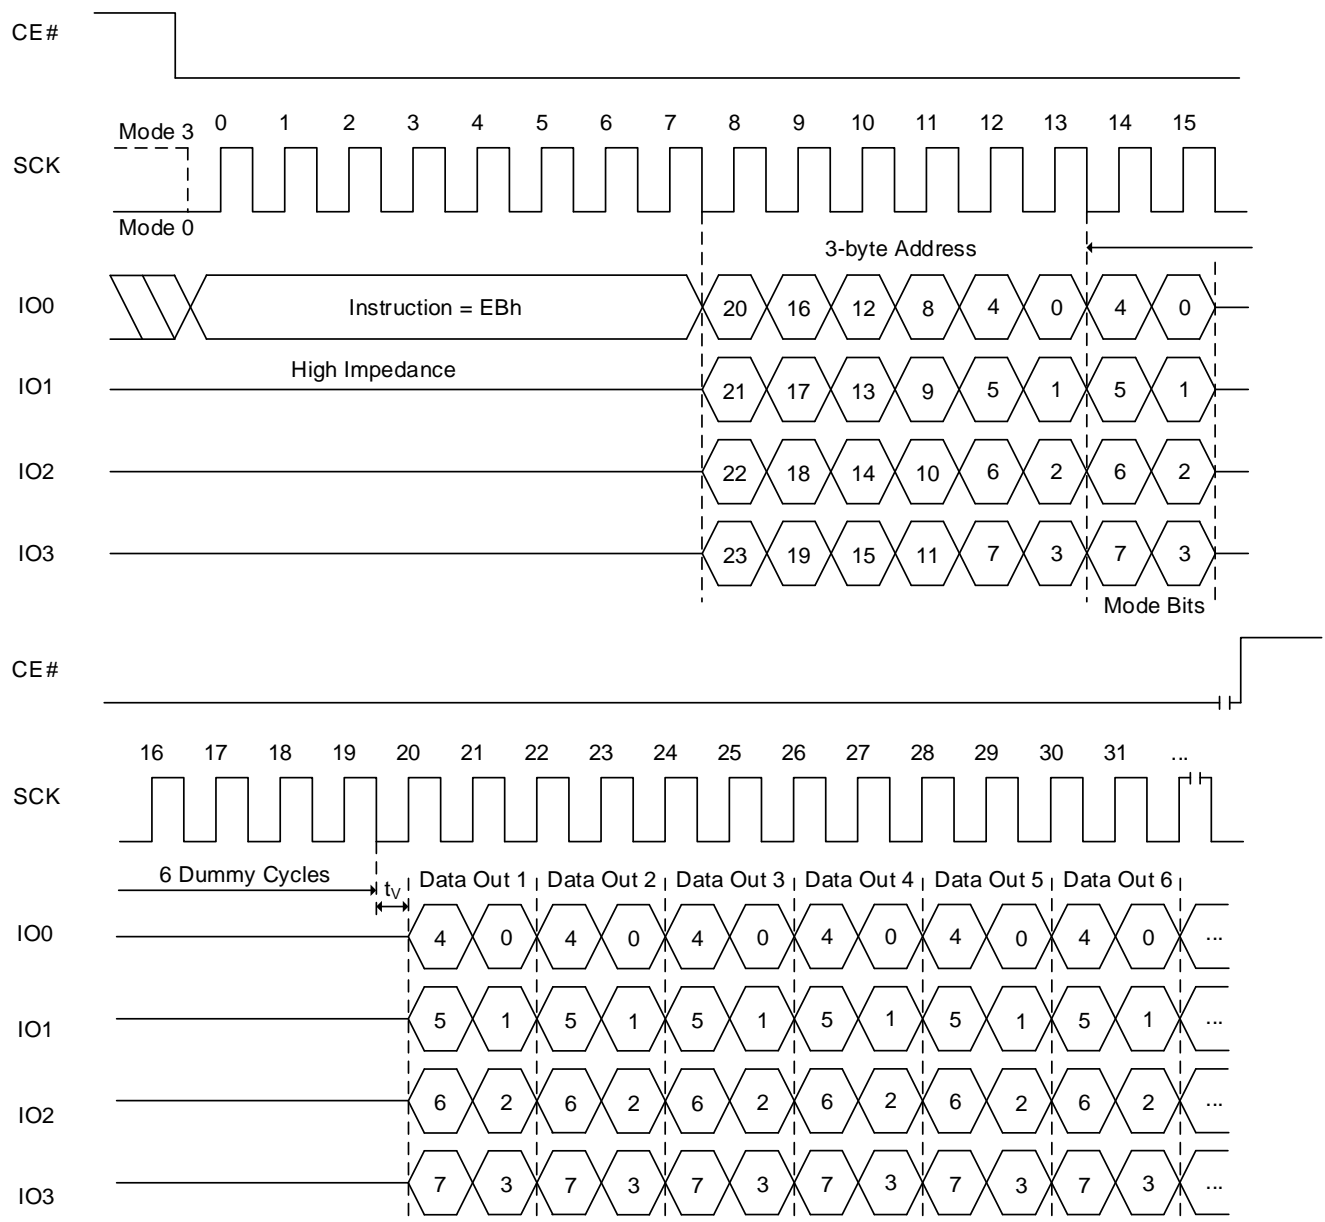 CE#
Mode 3 0 1 2 3 4 5 6 7 8 9 10 11 12 13 14 15
SCK
Mode 0
3-byte Address
IO0 Instruction = EBh 20 16 12 8 4 0 4 0
High Impedance
IO1 21 17 13 9 5 1 5 1
IO2 22 18 14 10 6 2 6 2
IO3 23 19 15 11 7 3 7 3
Mode Bits
CE#
16 17 18 19 20 21 22 23 24 25 26 27 28 29 30 31 ...
SCK
6 Dummy Cycles tV Data Out 1 Data Out 2 Data Out 3 Data Out 4 Data Out 5 Data Out 6
IO0 4 0 4 0 4 0 4 0 4 0 4 0 ...
IO1 5 1 5 1 5 1 5 1 5 1 5 1 ...
IO2 6 2 6 2 6 2 6 2 6 2 6 2 ...
IO3 7 3 7 3 7 3 7 3 7 3 7 3 ...